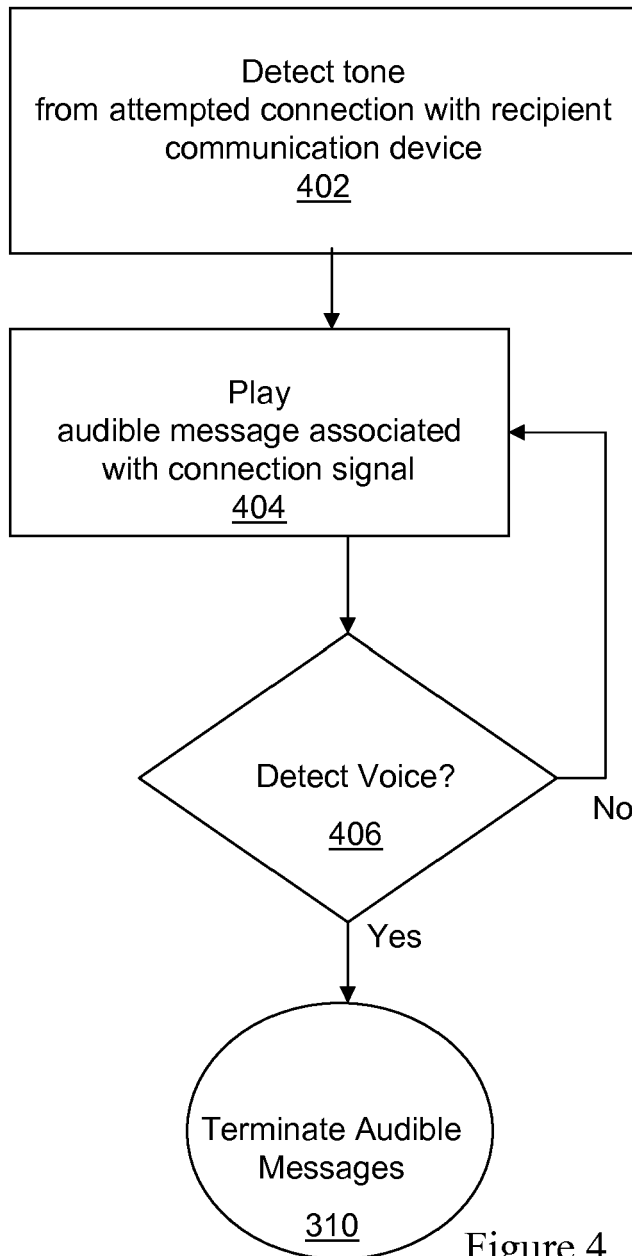 Detect tone
from attempted connection with recipient
communication device
402
Play
audible message associated
with connection signal
404
Detect Voice?
406
No
Yes
Terminate Audible
Messages
310
Figure 4